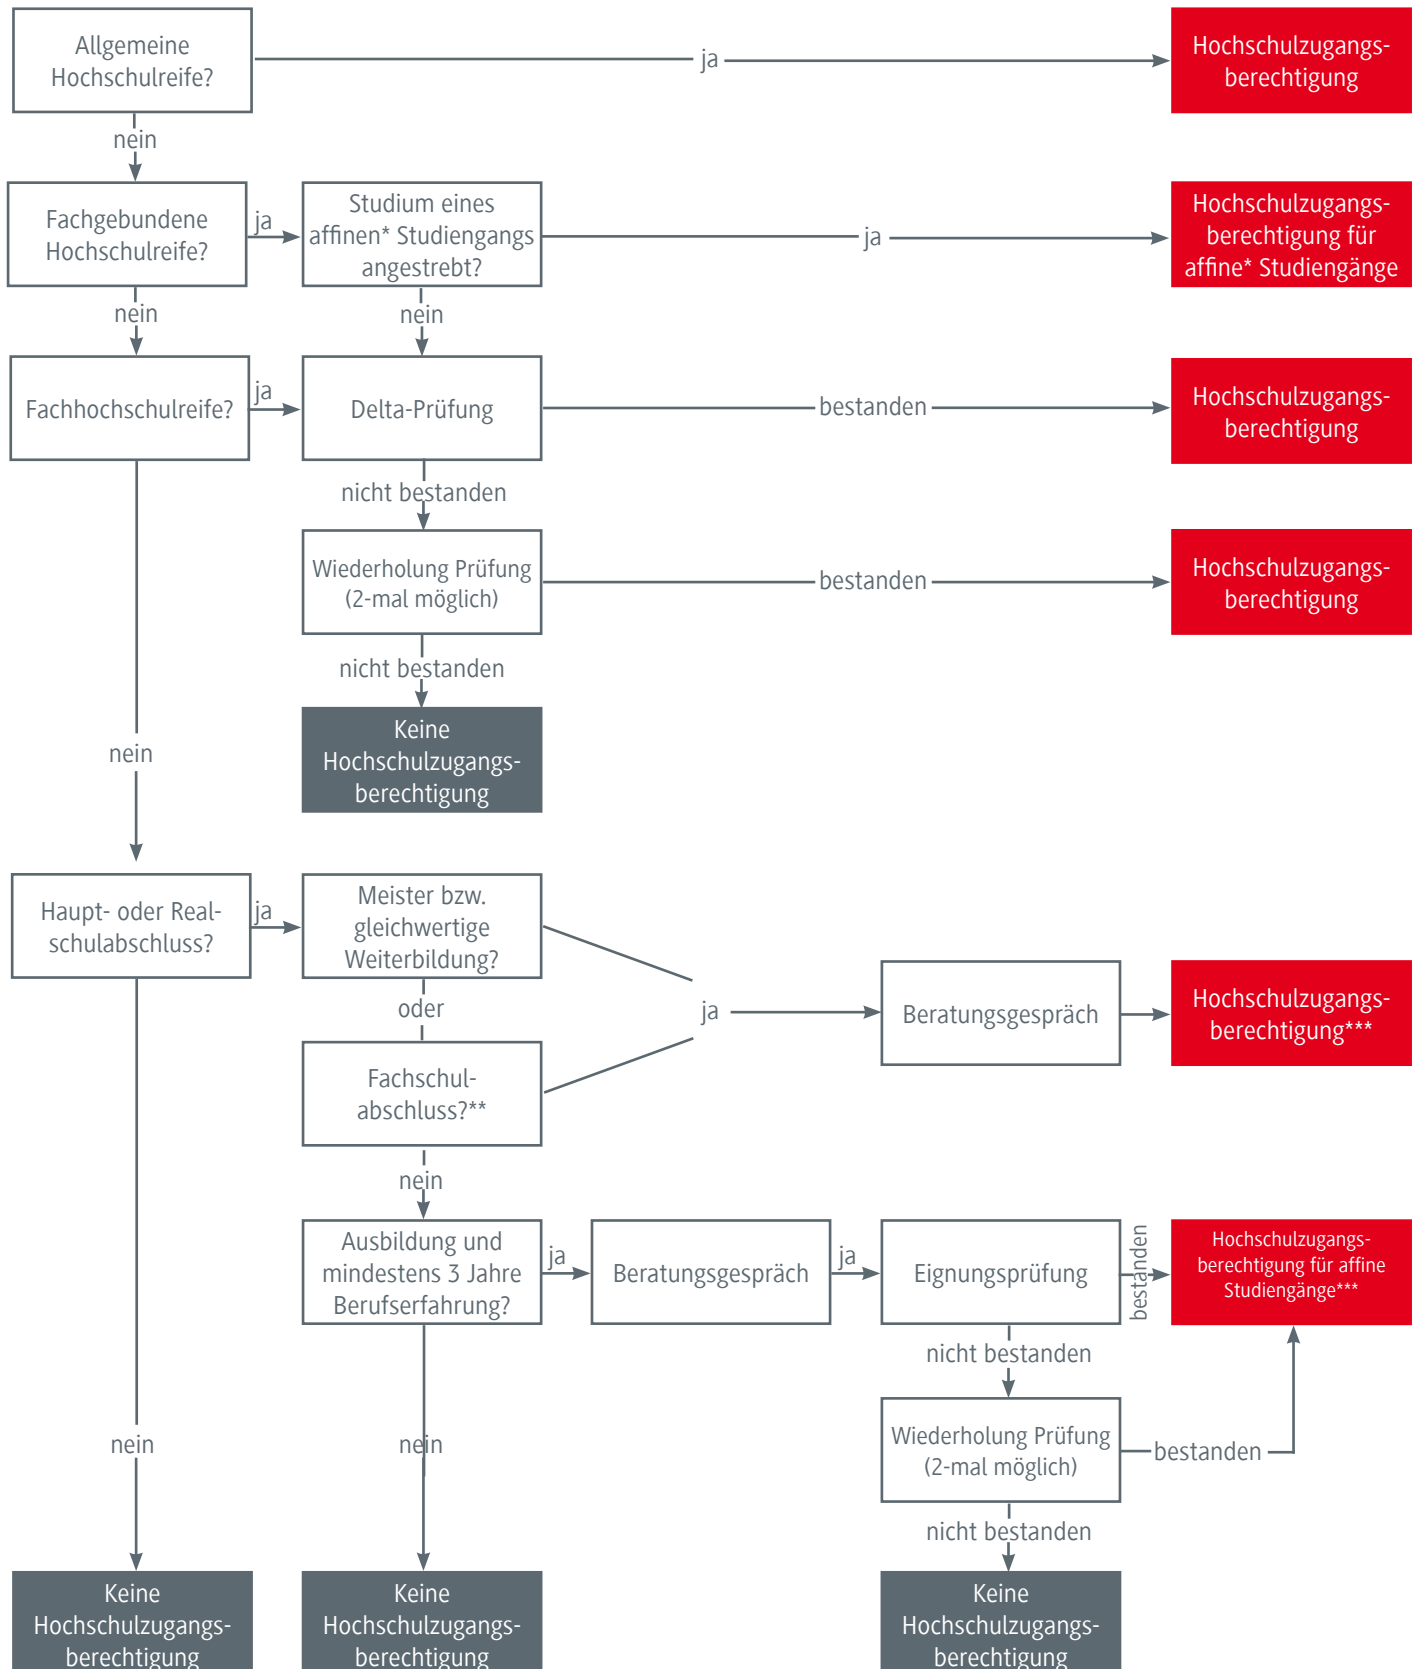 Allgemeine
Hochschulreife?
ja
Hochschulzugangs-
berechtigung
nein
Fachgebundene
Hochschulreife?
ja
Studium eines
affinen* Studiengangs
angestrebt?
ja
Hochschulzugangs-
berechtigung für
affine* Studiengänge
nein
nein
Fachhochschulreife?
ja
Delta-Prüfung
bestanden
Hochschulzugangs-
berechtigung
nicht bestanden
Wiederholung Prüfung
(2-mal möglich)
bestanden
Hochschulzugangs-
berechtigung
nicht bestanden
Keine
Hochschulzugangs-
berechtigung
nein
Haupt- oder Real-
schulabschluss?
ja
Meister bzw.
gleichwertige
Weiterbildung?
oder
Fachschul-
abschluss?**
ja
Beratungsgespräch
Hochschulzugangs-
berechtigung***
nein
Ausbildung und
mindestens 3 Jahre
Berufserfahrung?
ja
Beratungsgespräch
ja
Eignungsprüfung
bestanden
Hochschulzugangs-
berechtigung für affine
Studiengänge***
nicht bestanden
Wiederholung Prüfung
(2-mal möglich)
bestanden
nein
nein
nicht bestanden
Keine
Hochschulzugangs-
berechtigung
Keine
Hochschulzugangs-
berechtigung
Keine
Hochschulzugangs-
berechtigung